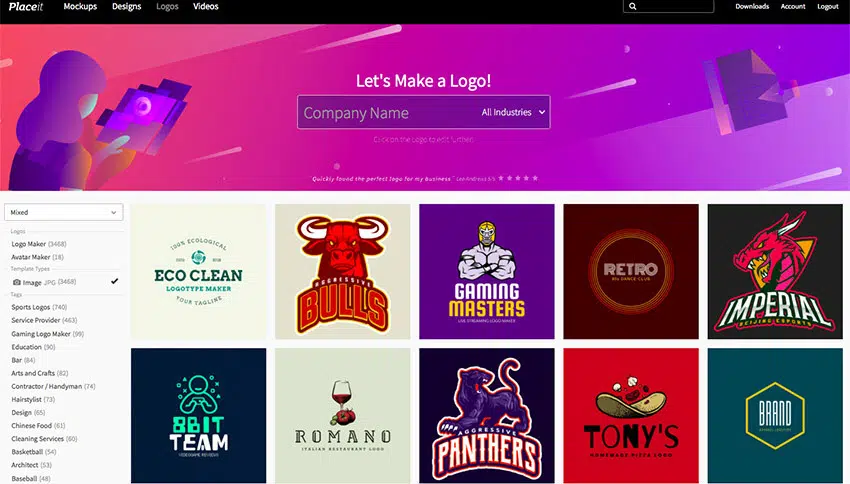 Placeit
Mockups Designs Logos Videos
Downloads Account Logout
Let's Make a Logo!
Company Name All Industries
Click on the Logo to edit further.
"Quickly found the perfect logo for my business" 5/5
Mixed
Logos
Logo Maker (3468)
Avatar Maker (18)
Template Types
Image JPG (3468)
Tags
Sports Logos (740)
Service Provider (463)
Gaming Logo Maker (99)
Education (90)
Bar (84)
Arts and Crafts (82)
Contractor / Handyman (74)
Hairstylist (73)
Design (65)
Chinese Food (61)
Cleaning Services (60)
Basketball (54)
Architect (53)
Baseball (48)
100% ECOLOGICAL
ECO CLEAN
LOGOTYPE MAKER
YOUR TAGLINE
AGGRESSIVE
BULLS
GAMING
MASTERS
LIVE STREAMING LOGO MAKER
RETRO
80s DANCE CLUB
IMPERIAL
BEIJING ESPORTS
8BIT
TEAM
VIDEOGAME REVIEWS
ROMANO
ITALIAN RESTAURANT LOGO
AGGRESSIVE
PANTHERS
TONY'S
HOMEMADE PIZZA LOGO
BRAND